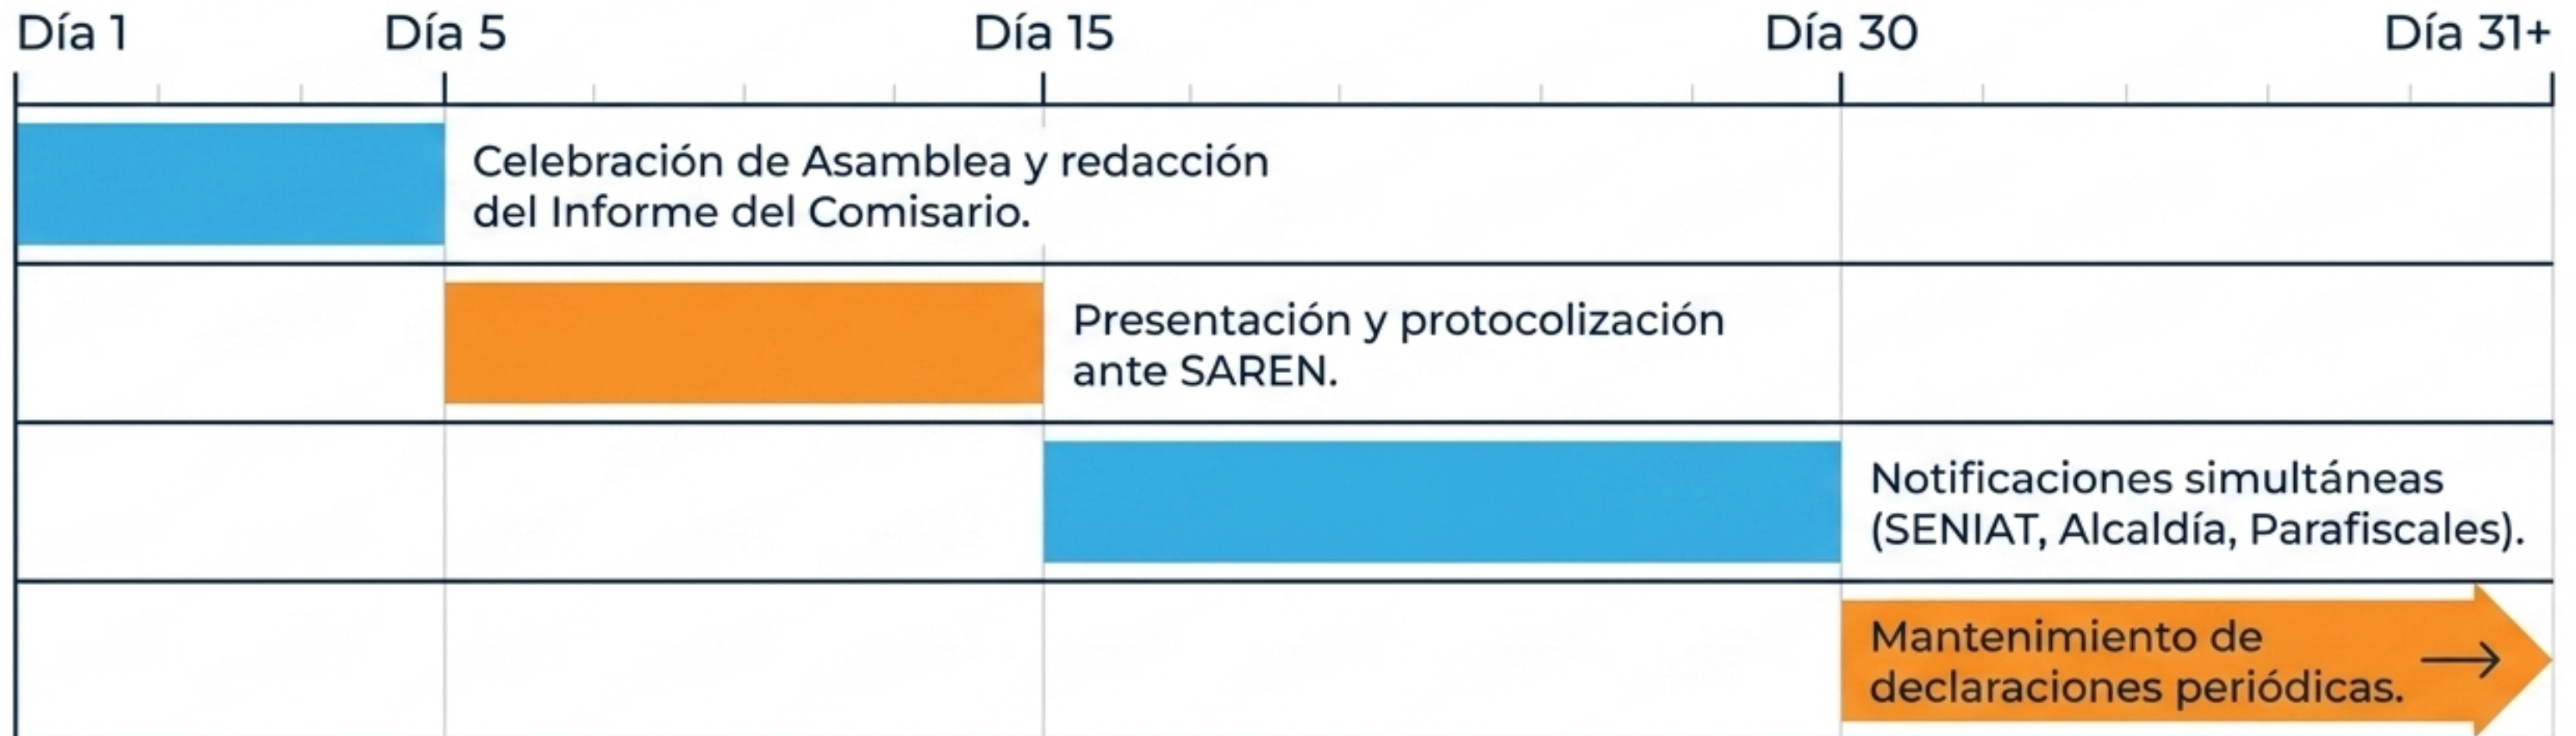 Día 1
Día 5
Día 15
Día 30
Día 31+
Celebración de Asamblea y redacción
del Informe del Comisario.
Presentación y protocolización
ante SAREN.
Notificaciones simultáneas
(SENIAT, Alcaldía, Parafiscales).
Mantenimiento de
declaraciones periódicas.